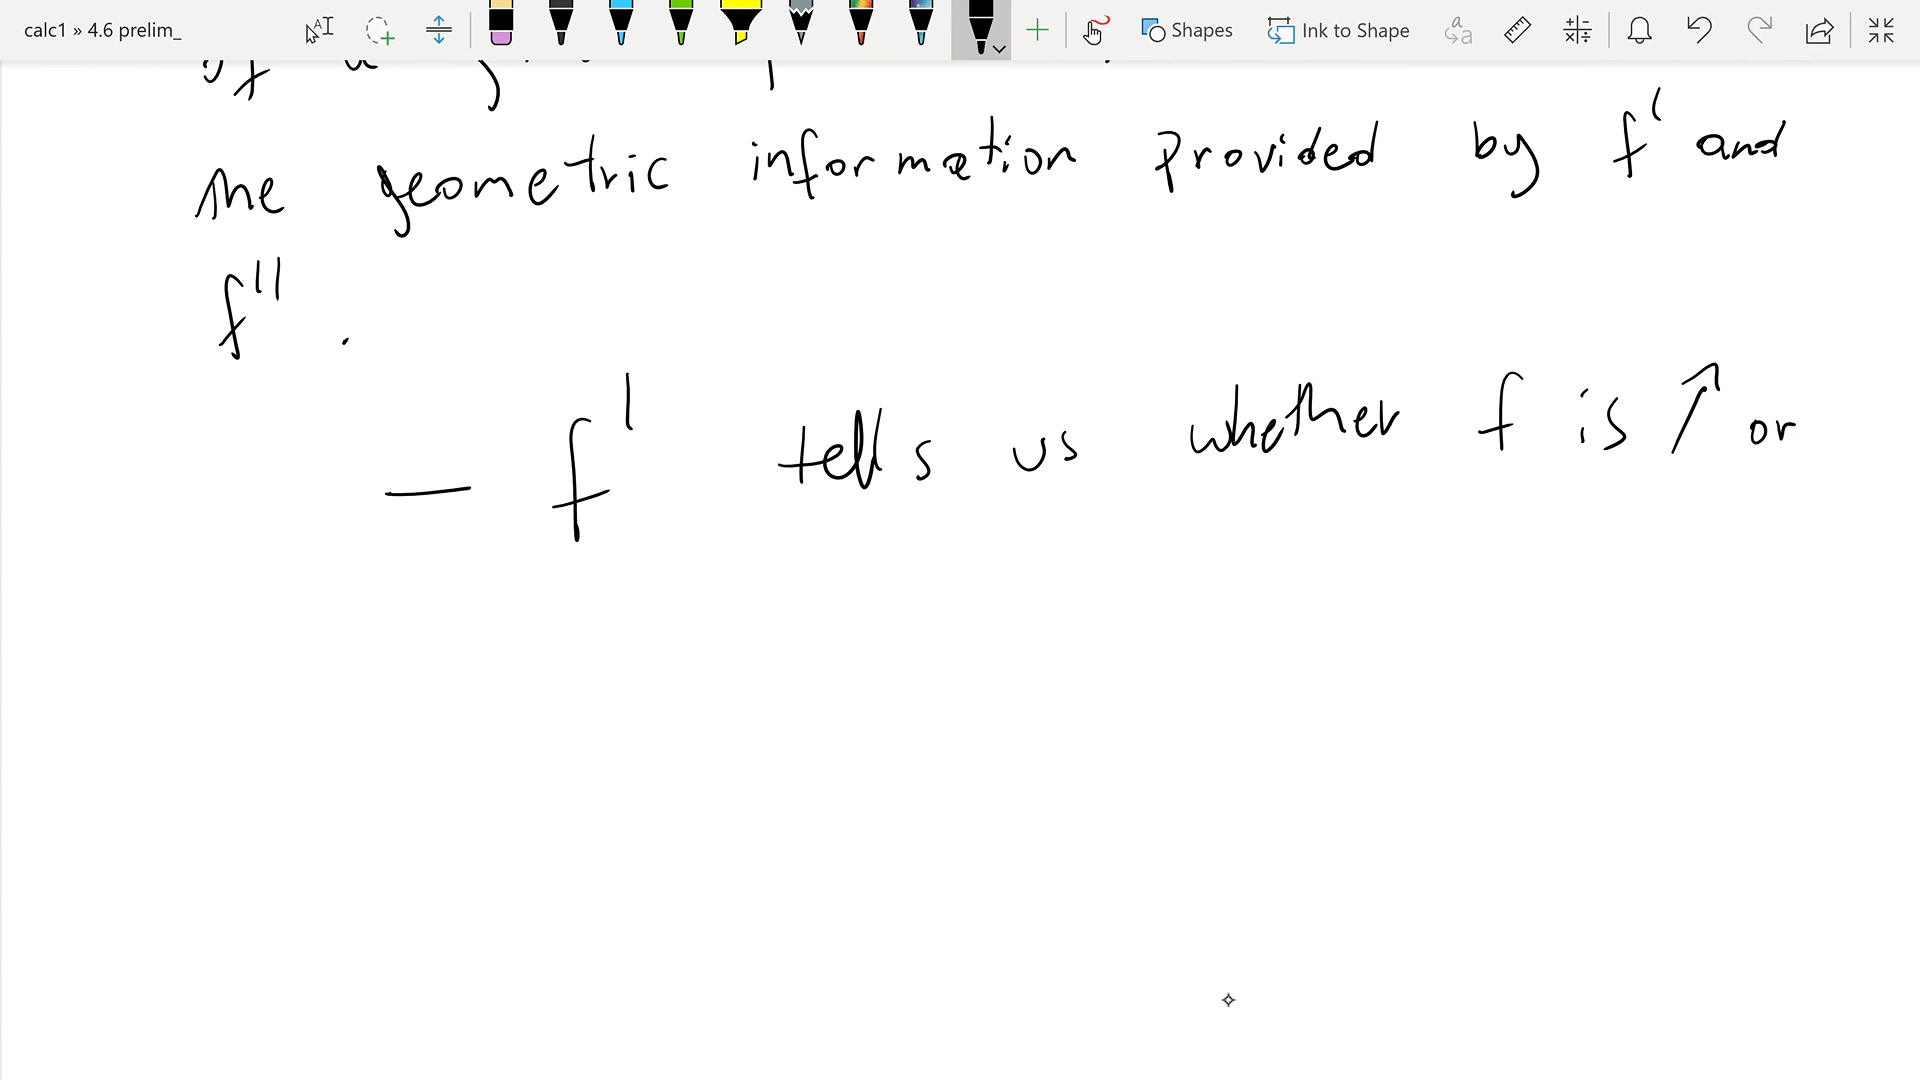 calc1 » 4.6 prelim_
Shapes
Ink to Shape
the geometric information provided by f' and
f'' .
— f' tells us whether f is ↑ or